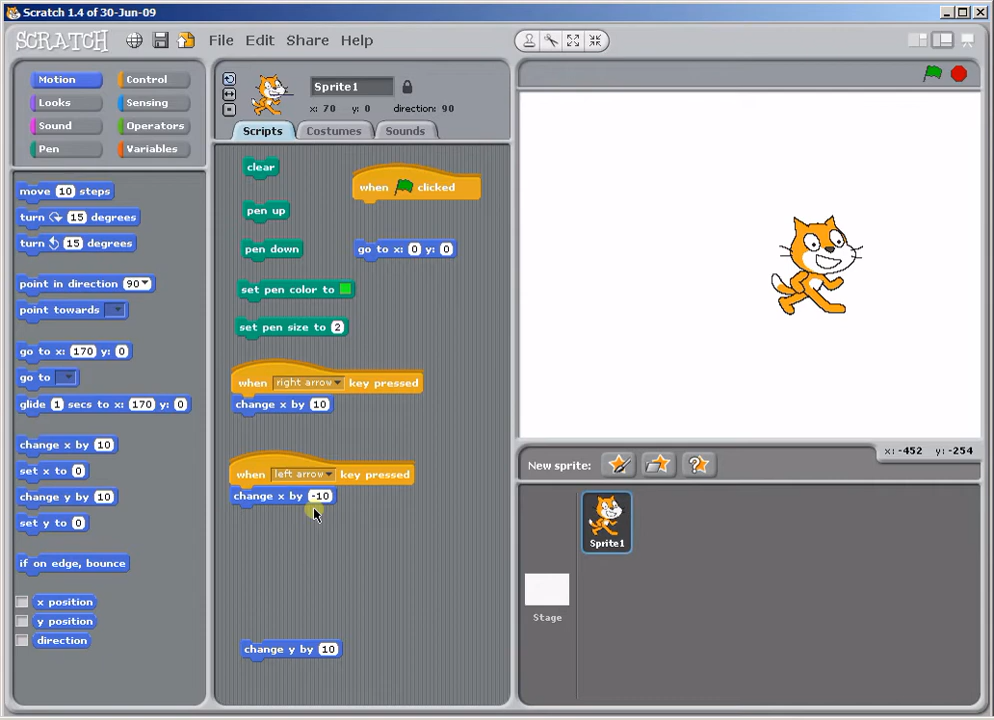 Scratch 1.4 of 30-Jun-09
SCRATCH File Edit Share Help
Motion Control
Looks Sensing
Sound Operators
Pen Variables
move 10 steps
turn 15 degrees
turn 15 degrees
point in direction 90
point towards
go to x: 170 y: 0
go to
glide 1 secs to x: 170 y: 0
change x by 10
set x to 0
change y by 10
set y to 0
if on edge, bounce
x position
y position
direction
Sprite1
x: 70 y: 0 direction: 90
Scripts Costumes Sounds
clear
when clicked
pen up
pen down
go to x: 0 y: 0
set pen color to
set pen size to 2
when right arrow key pressed
change x by 10
when left arrow key pressed
change x by -10
change y by 10
x: -452 y: -254
New sprite:
Sprite1
Stage